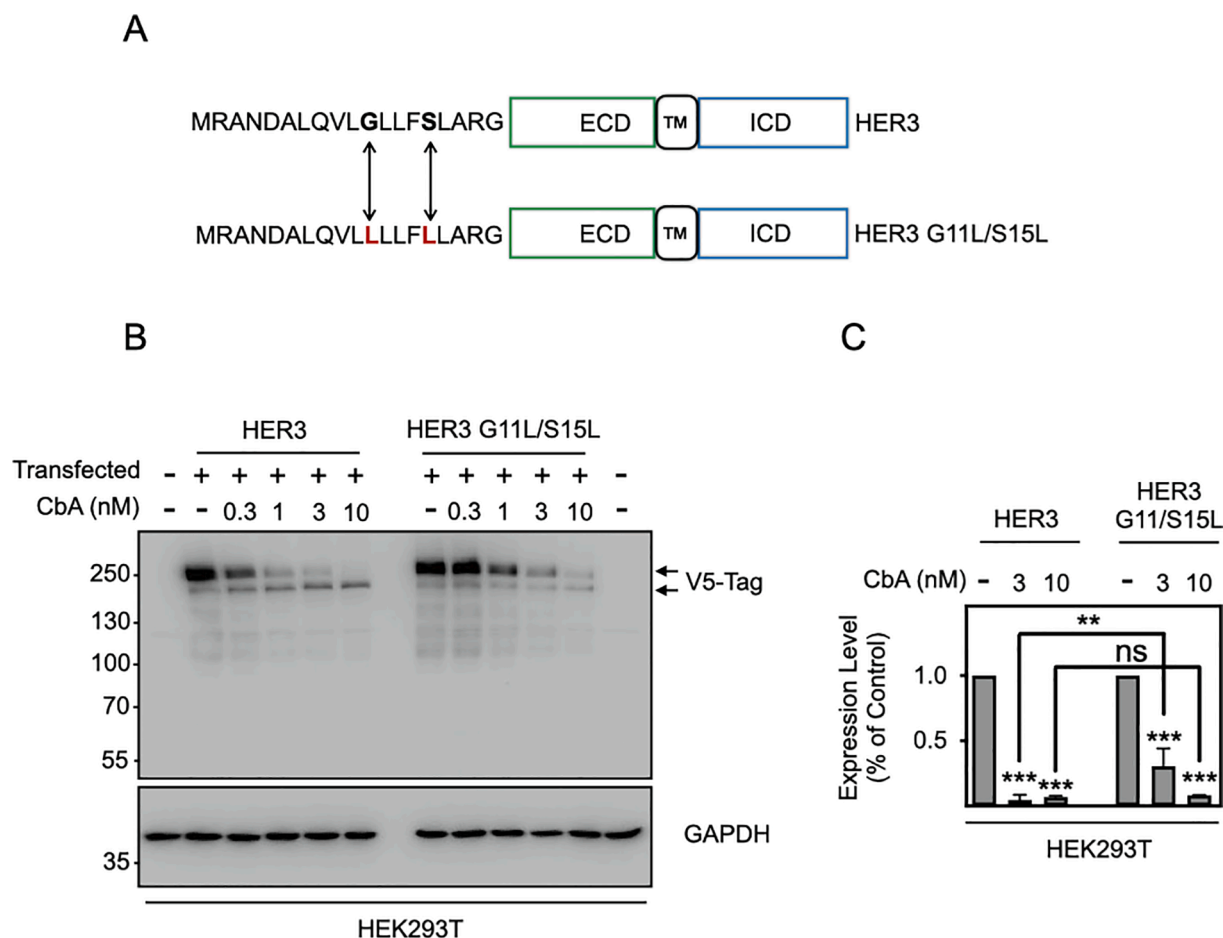 A
MRANDALQVLGLLFSLARG ECD TM ICD HER3
MRANDALQVLLLLFLLARG ECD TM ICD HER3 G11L/S15L
B
HER3 HER3 G11L/S15L
Transfected - + + + + + + + + + + -
CbA (nM) - - 0.3 1 3 10 - 0.3 1 3 10 -
250
130
100
70
55
V5-Tag
35
GAPDH
HEK293T
C
HER3 HER3 G11/S15L
CbA (nM) - 3 10 - 3 10
Expression Level
(% of Control)
1.0
0.5
**
ns
*** *** *** ***
HEK293T